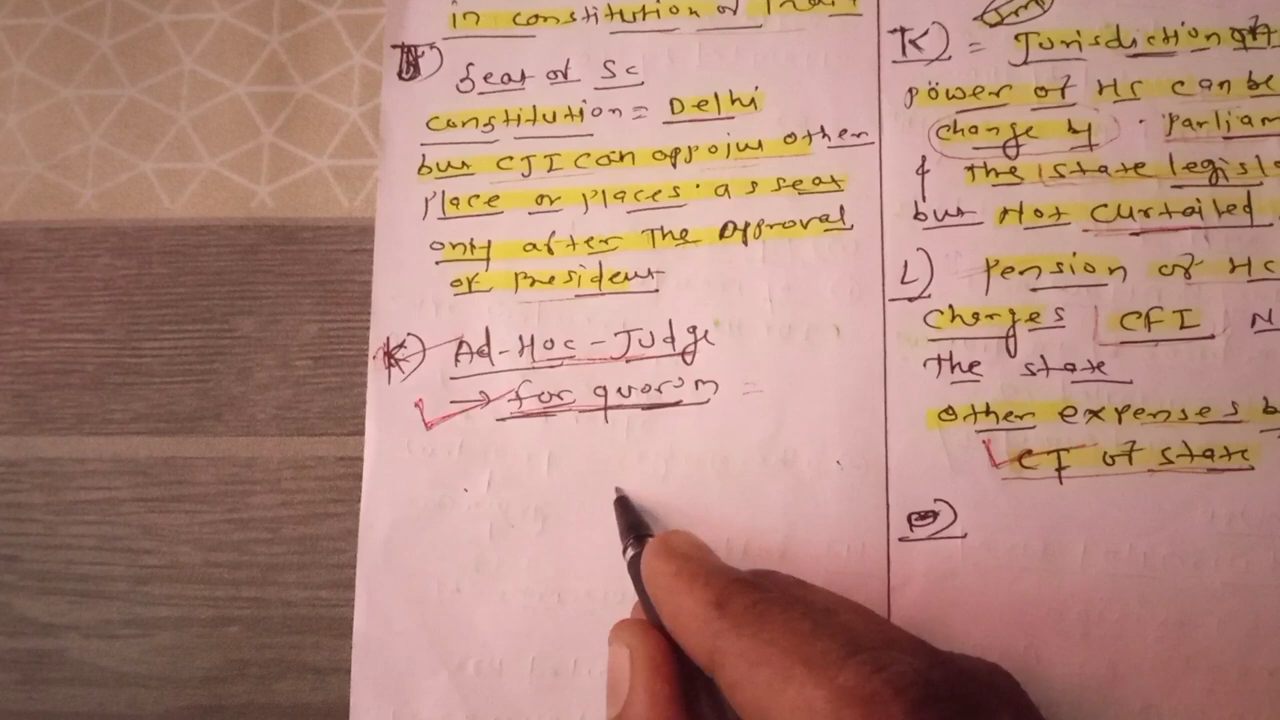 in constitution of India
Seat of SC
constitution = Delhi
but CJI can appoint other
place or places as seat
only after The approval
of President
K) Ad-Hoc-Judge
→ for quorum =
K) = Jurisdiction
power of HC can be
change by parliam
& The state legisl
but Not curtailed
L) pension of HC
charges CFI N
The state
other expenses b
CF of state